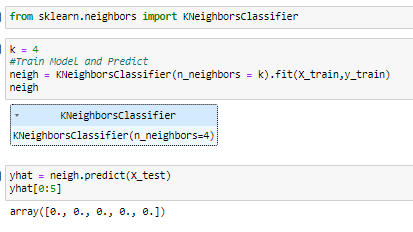 from sklearn.neighbors import KNeighborsClassifier
k = 4
#Train Model and Predict
neigh = KNeighborsClassifier(n_neighbors = k).fit(X_train,y_train)
neigh
KNeighborsClassifier
KNeighborsClassifier(n_neighbors=4)
yhat = neigh.predict(X_test)
yhat[0:5]
array([0., 0., 0., 0., 0.])